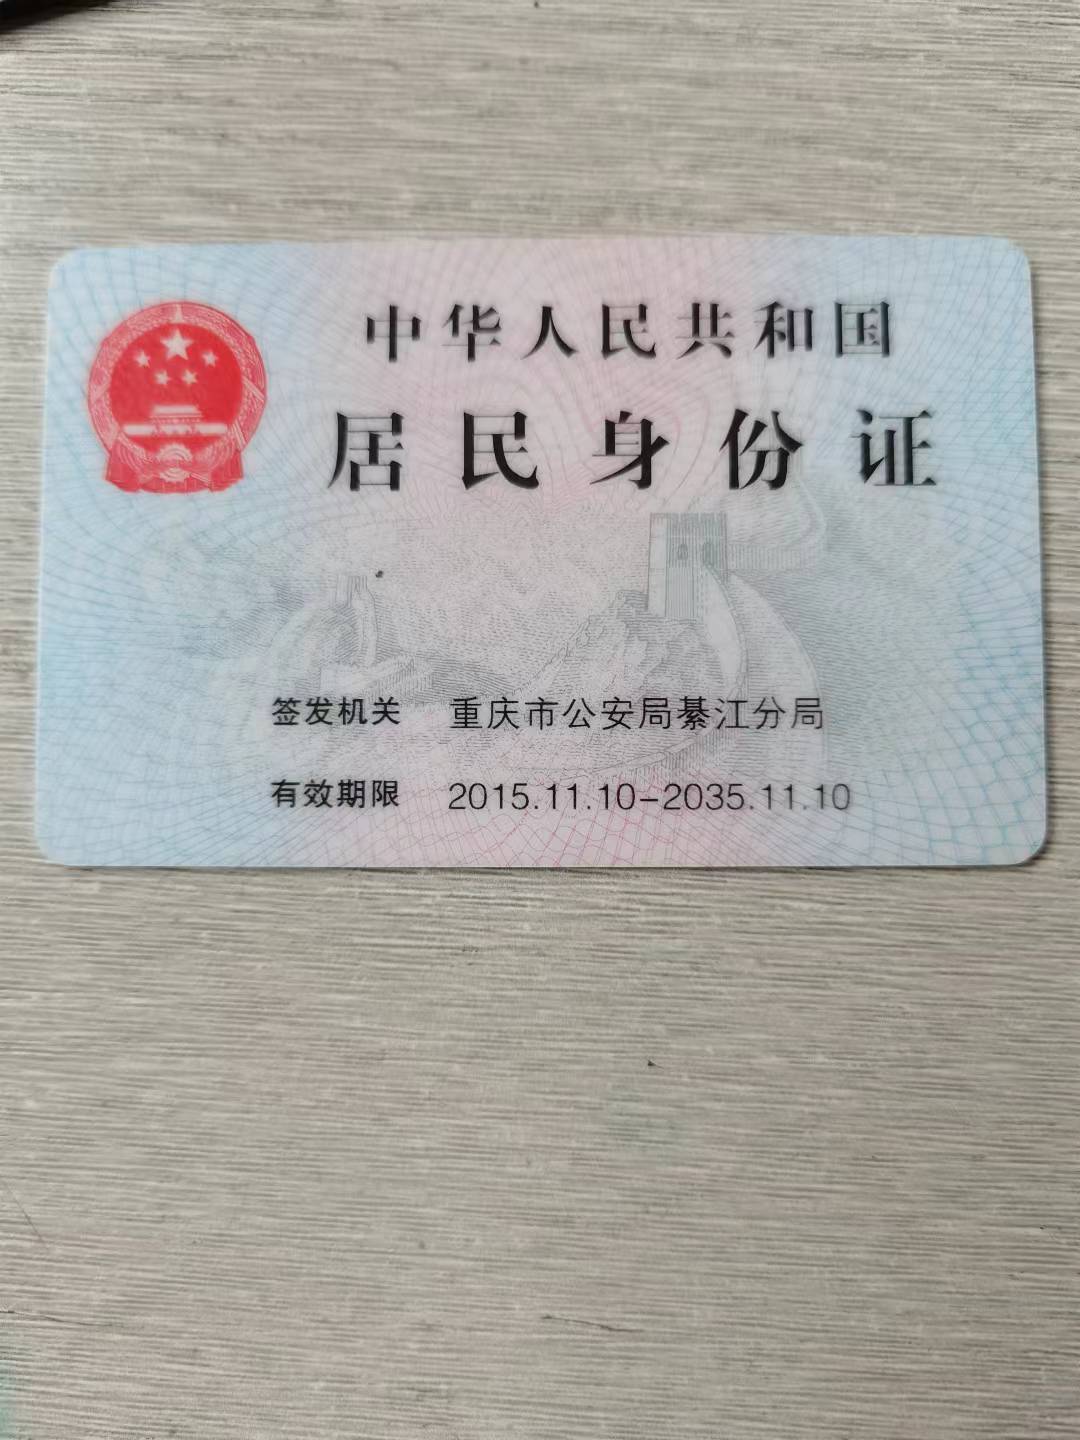 中华人民共和国
居民身份证
签发机关 重庆市公安局綦江分局
有效期限 2015.11.10-2035.11.10